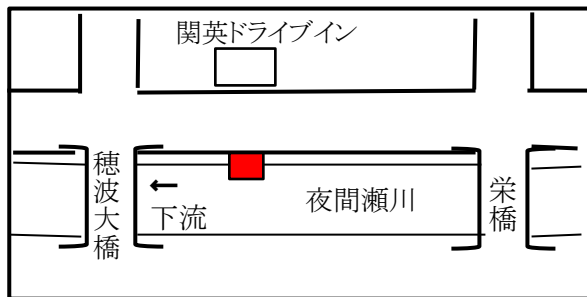 関英ドライブイン
穂波大橋
←
下流
夜間瀬川
栄橋